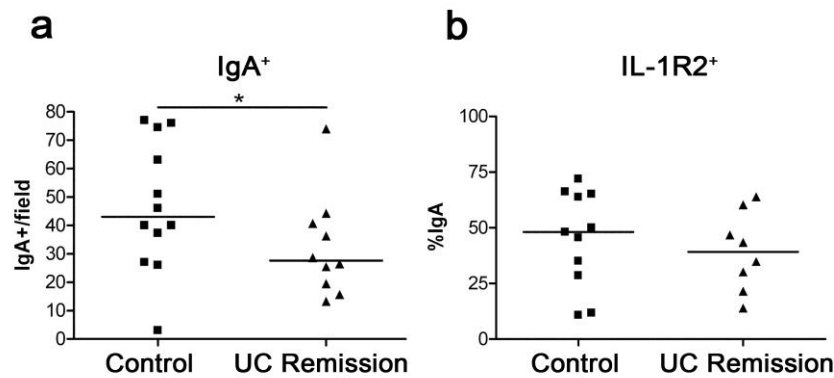 a
IgA⁺
*
80
70
60
50
40
30
20
10
0
IgA+/field
Control
UC Remission
b
IL-1R2⁺
100
75
50
25
0
%IgA
Control
UC Remission